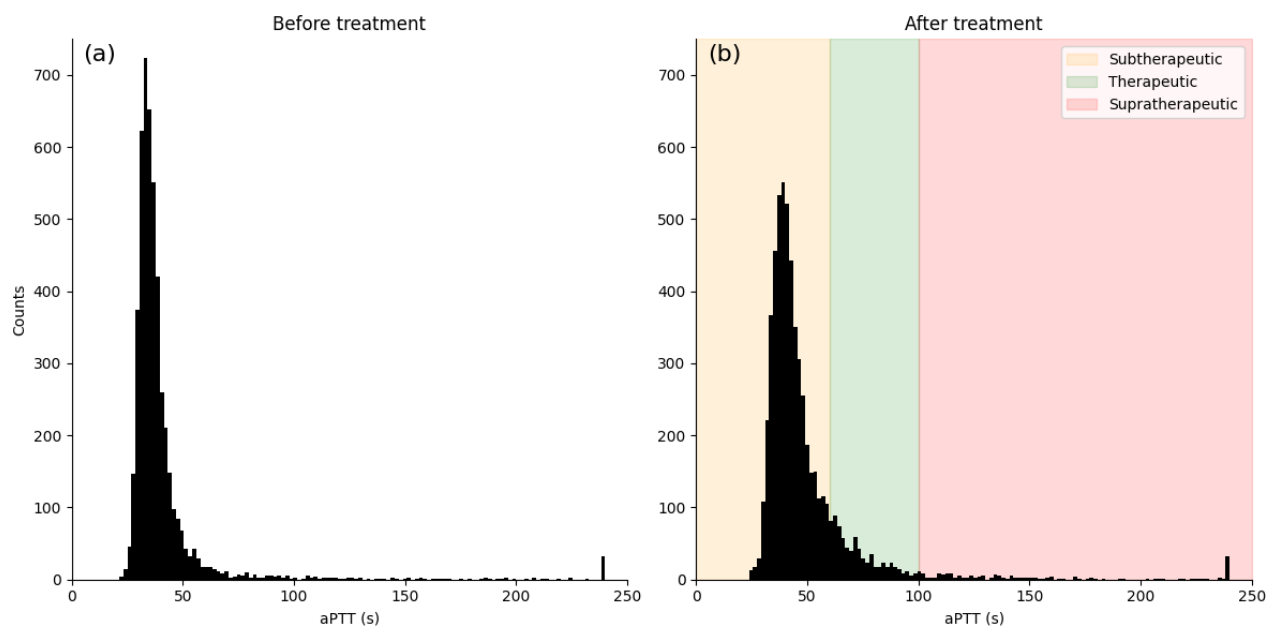 Before treatment
(a)
700
600
500
400
300
200
100
0
Counts
0 50 100 150 200 250
aPTT (s)
After treatment
(b)
Subtherapeutic
Therapeutic
Supratherapeutic
700
600
500
400
300
200
100
0
0 50 100 150 200 250
aPTT (s)